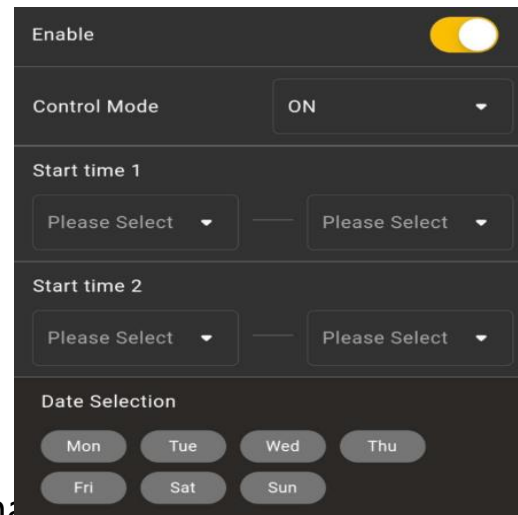 Enable
Control Mode ON
Start time 1
Please Select Please Select
Start time 2
Please Select Please Select
Date Selection
Mon Tue Wed Thu
Fri Sat Sun